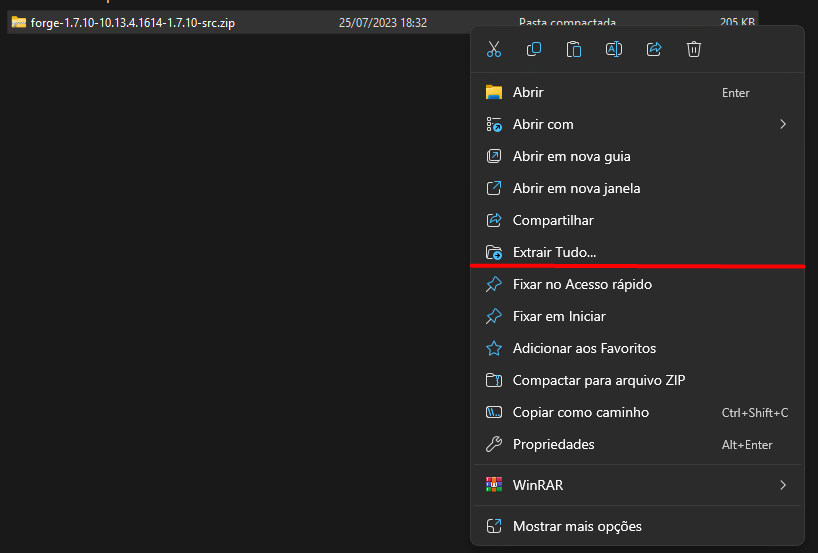 forge-1.7.10-10.13.4.1614-1.7.10-src.zip 25/07/2023 18:32 Pasta compactada 205 KB
Abrir Enter
Abrir com
Abrir em nova guia
Abrir em nova janela
Compartilhar
Extrair Tudo...
Fixar no Acesso rápido
Fixar em Iniciar
Adicionar aos Favoritos
Compactar para arquivo ZIP
Copiar como caminho Ctrl+Shift+C
Propriedades Alt+Enter
WinRAR
Mostrar mais opções